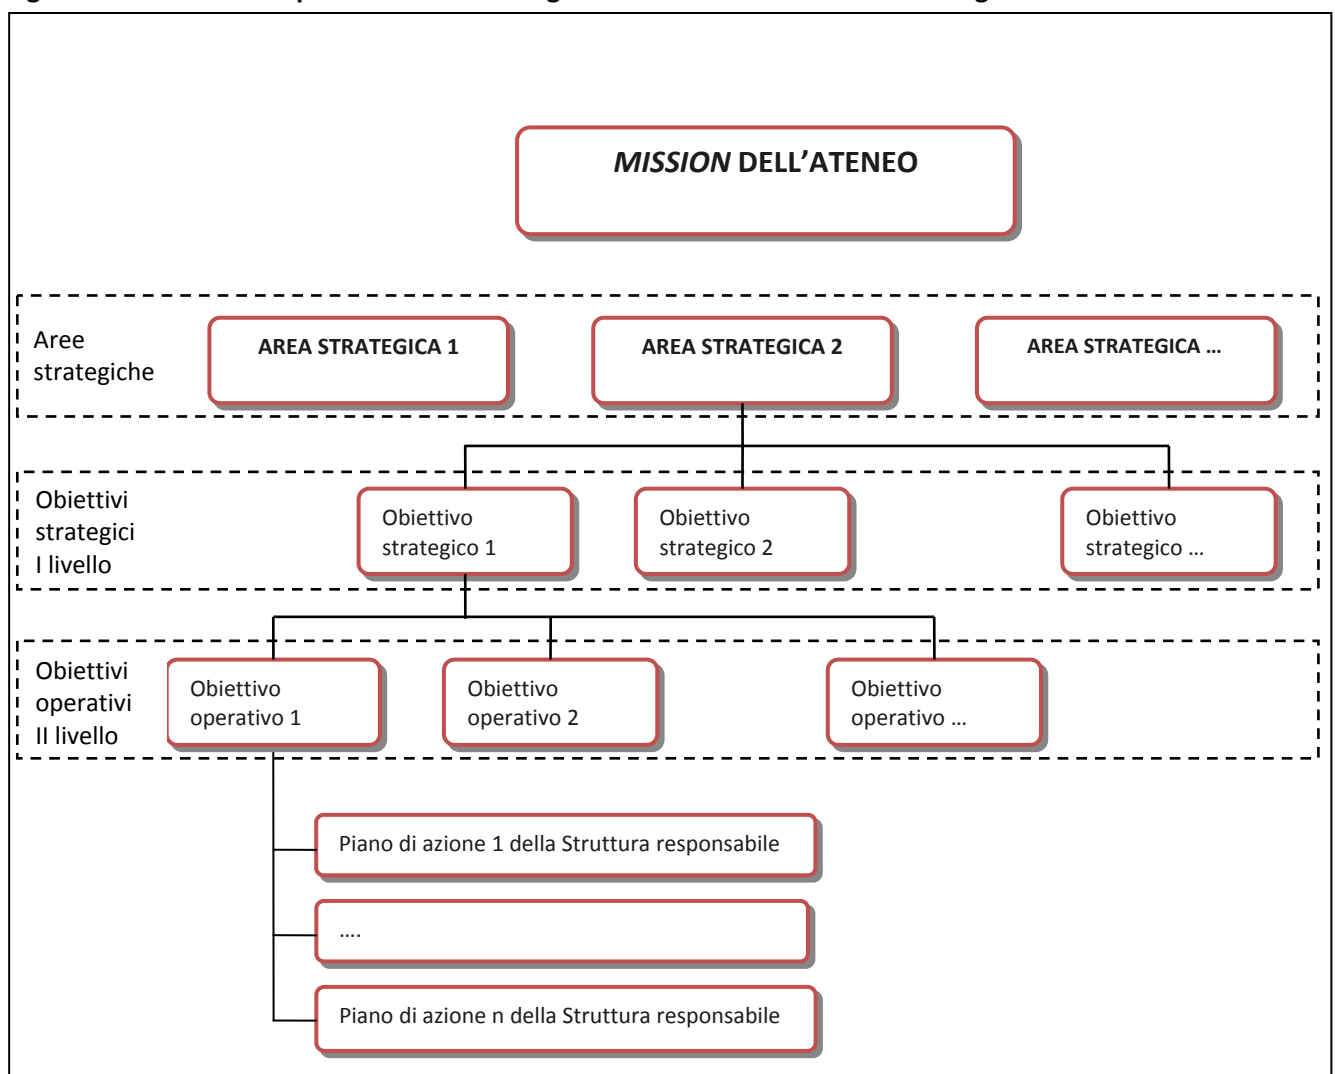 MISSION DELL’ATENEO
Aree
strategiche
AREA STRATEGICA 1
AREA STRATEGICA 2
AREA STRATEGICA ...
Obiettivi
strategici
I livello
Obiettivo
strategico 1
Obiettivo
strategico 2
Obiettivo
strategico ...
Obiettivi
operativi
II livello
Obiettivo
operativo 1
Obiettivo
operativo 2
Obiettivo
operativo ...
Piano di azione 1 della Struttura responsabile
....
Piano di azione n della Struttura responsabile